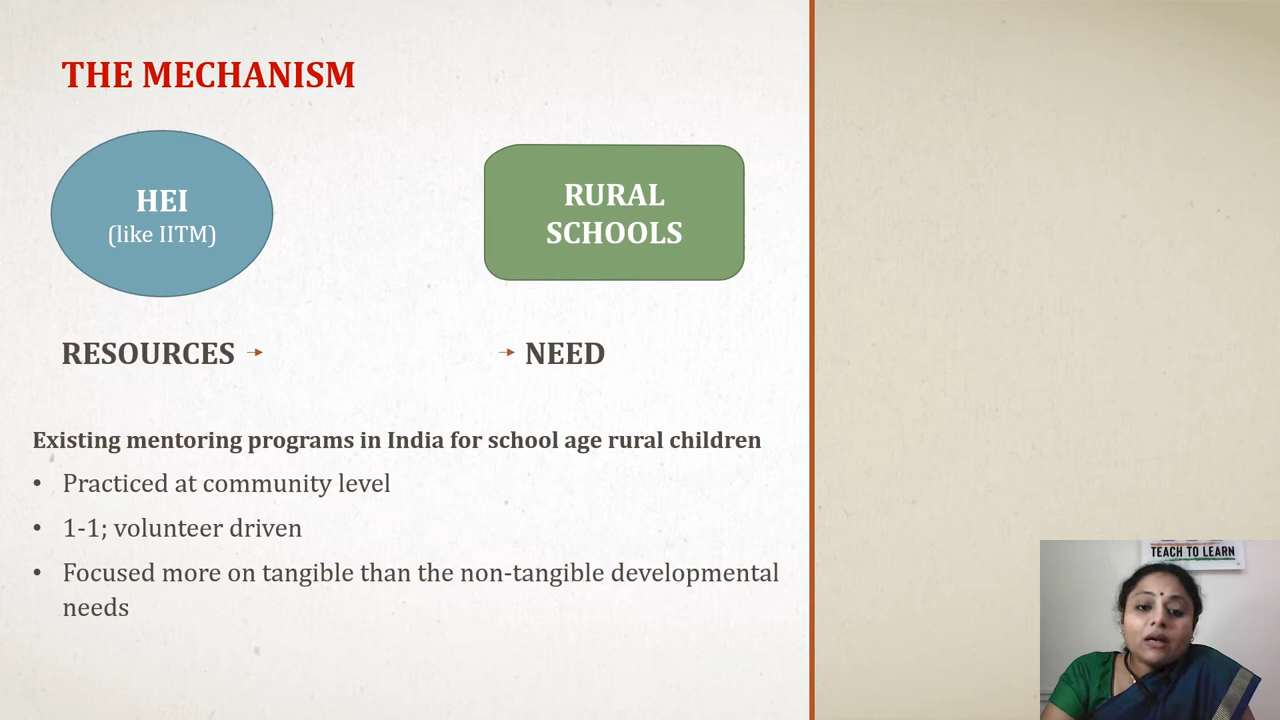 THE MECHANISM
HEI
(like IITM)
RURAL
SCHOOLS
RESOURCES
NEED
Existing mentoring programs in India for school age rural children
• Practiced at community level
• 1-1; volunteer driven
• Focused more on tangible than the non-tangible developmental
needs
TEACH TO LEARN